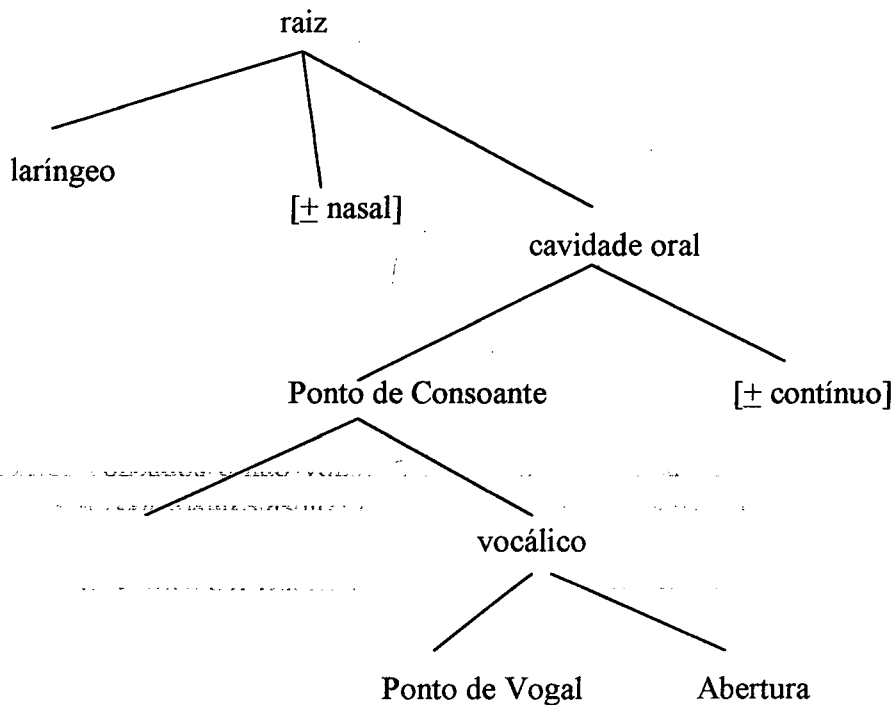 raiz
laríngeo
[± nasal]
cavidade oral
Ponto de Consoante
[± contínuo]
vocálico
Ponto de Vogal
Abertura